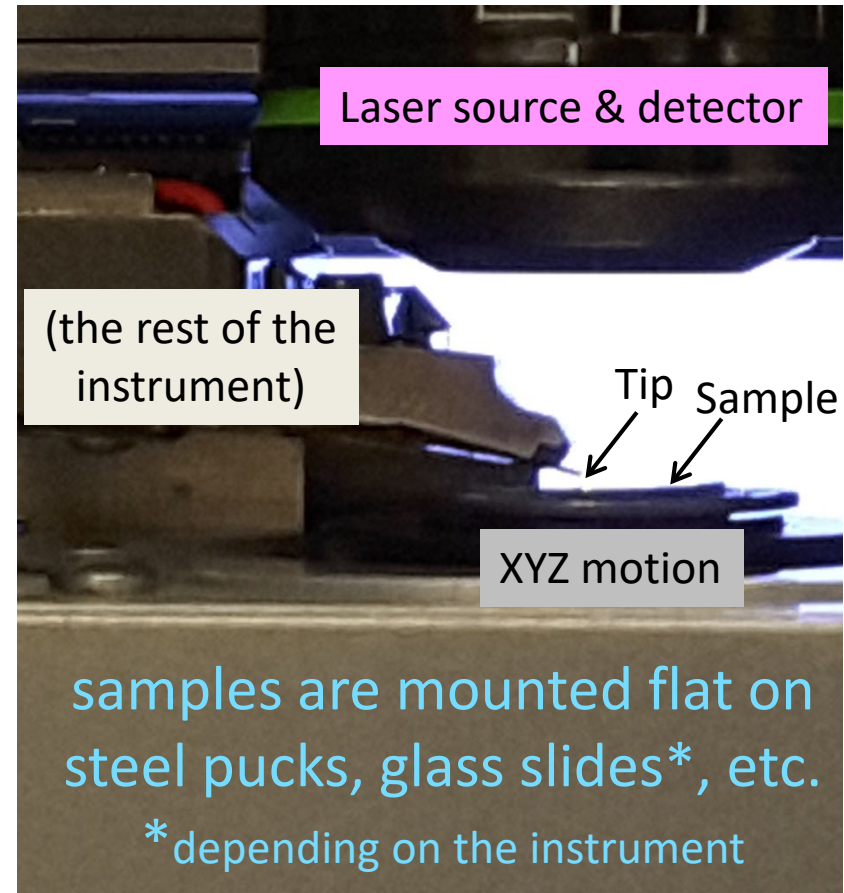 Laser source & detector
(the rest of the
instrument)
Tip
Sample
XYZ motion
samples are mounted flat on
steel pucks, glass slides*, etc.
*depending on the instrument